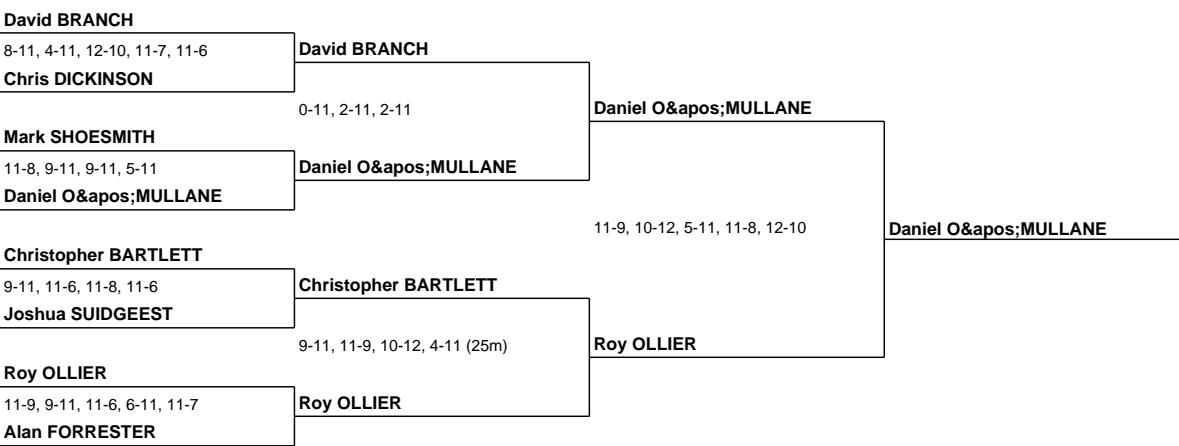 David BRANCH
8-11, 4-11, 12-10, 11-7, 11-6
David BRANCH
Chris DICKINSON
0-11, 2-11, 2-11
Daniel O&apos;MULLANE
Mark SHOESMITH
11-8, 9-11, 9-11, 5-11
Daniel O&apos;MULLANE
Daniel O&apos;MULLANE
11-9, 10-12, 5-11, 11-8, 12-10
Daniel O&apos;MULLANE
Christopher BARTLETT
9-11, 11-6, 11-8, 11-6
Christopher BARTLETT
Joshua SUIDGEEST
9-11, 11-9, 10-12, 4-11 (25m)
Roy OLLIER
Roy OLLIER
11-9, 9-11, 11-6, 6-11, 11-7
Roy OLLIER
Alan FORRESTER